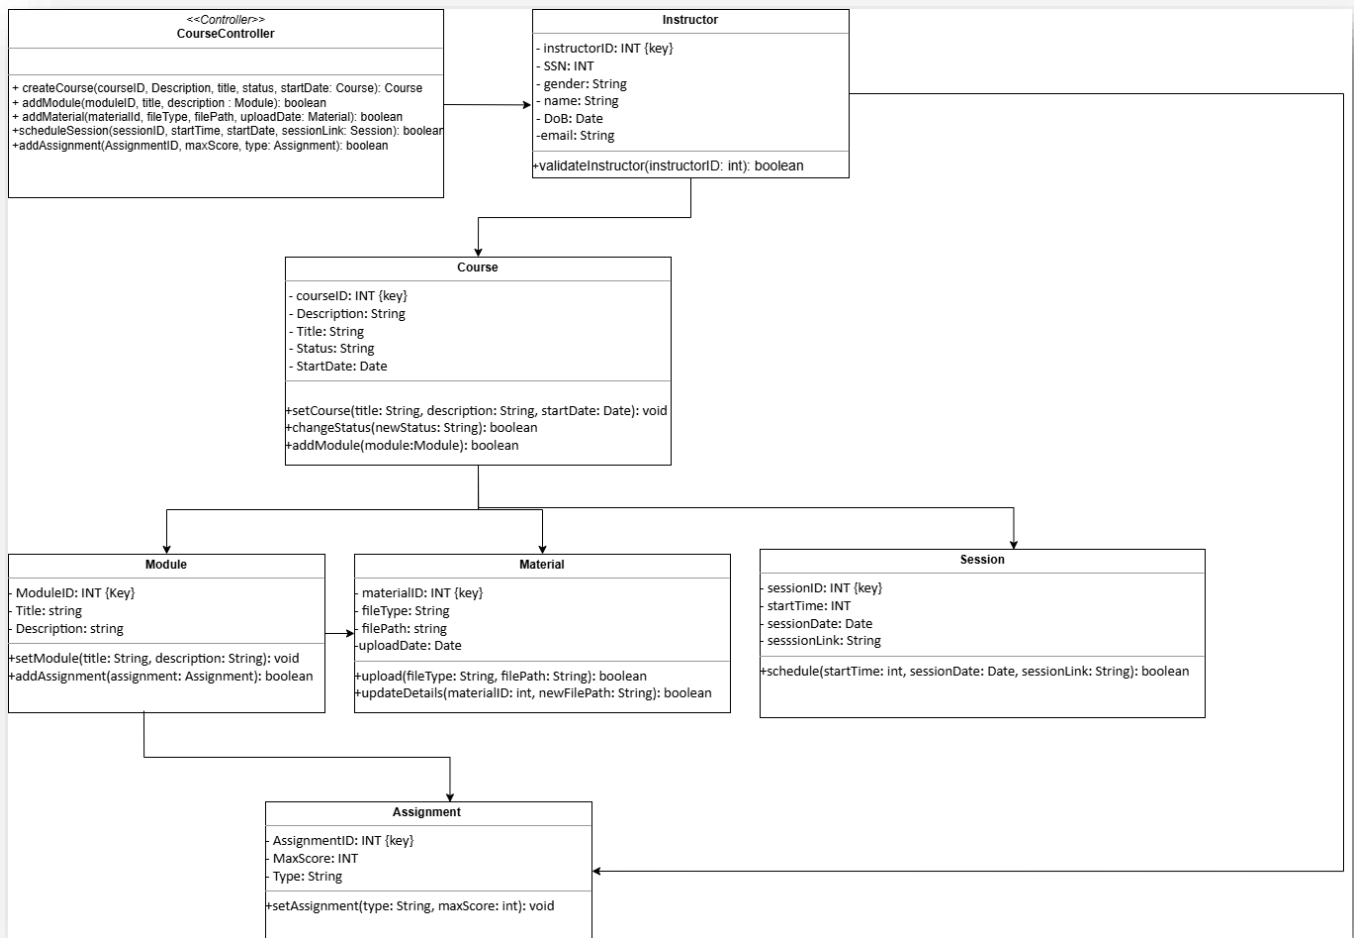 <<Controller>>
CourseController
+ createCourse(courseID, Description, title, status, startDate: Course): Course
+ addModule(moduleID, title, description : Module): boolean
+ addMaterial(materialId, fileType, filePath, uploadDate: Material): boolean
+scheduleSession(sessionID, startTime, startDate, sessionLink: Session): boolear
+addAssignment(AssignmentID, maxScore, type: Assignment): boolean
Instructor
- instructorID: INT {key}
- SSN: INT
- gender: String
- name: String
- DoB: Date
-email: String
+validateInstructor(instructorID: int): boolean
Course
- courseID: INT {key}
- Description: String
- Title: String
- Status: String
- StartDate: Date
+setCourse(title: String, description: String, startDate: Date): void
+changeStatus(newStatus: String): boolean
+addModule(module:Module): boolean
Module
- ModuleID: INT {Key}
- Title: string
- Description: string
+setModule(title: String, description: String): void
+addAssignment(assignment: Assignment): boolean
Material
- materialID: INT {key}
- fileType: String
- filePath: string
-uploadDate: Date
+upload(fileType: String, filePath: String): boolean
+updateDetails(materialID: int, newFilePath: String): boolean
Session
- sessionID: INT {key}
- startTime: INT
- sessionDate: Date
- sesssionLink: String
+schedule(startTime: int, sessionDate: Date, sessionLink: String): boolean
Assignment
- AssignmentID: INT {key}
- MaxScore: INT
- Type: String
+setAssignment(type: String, maxScore: int): void